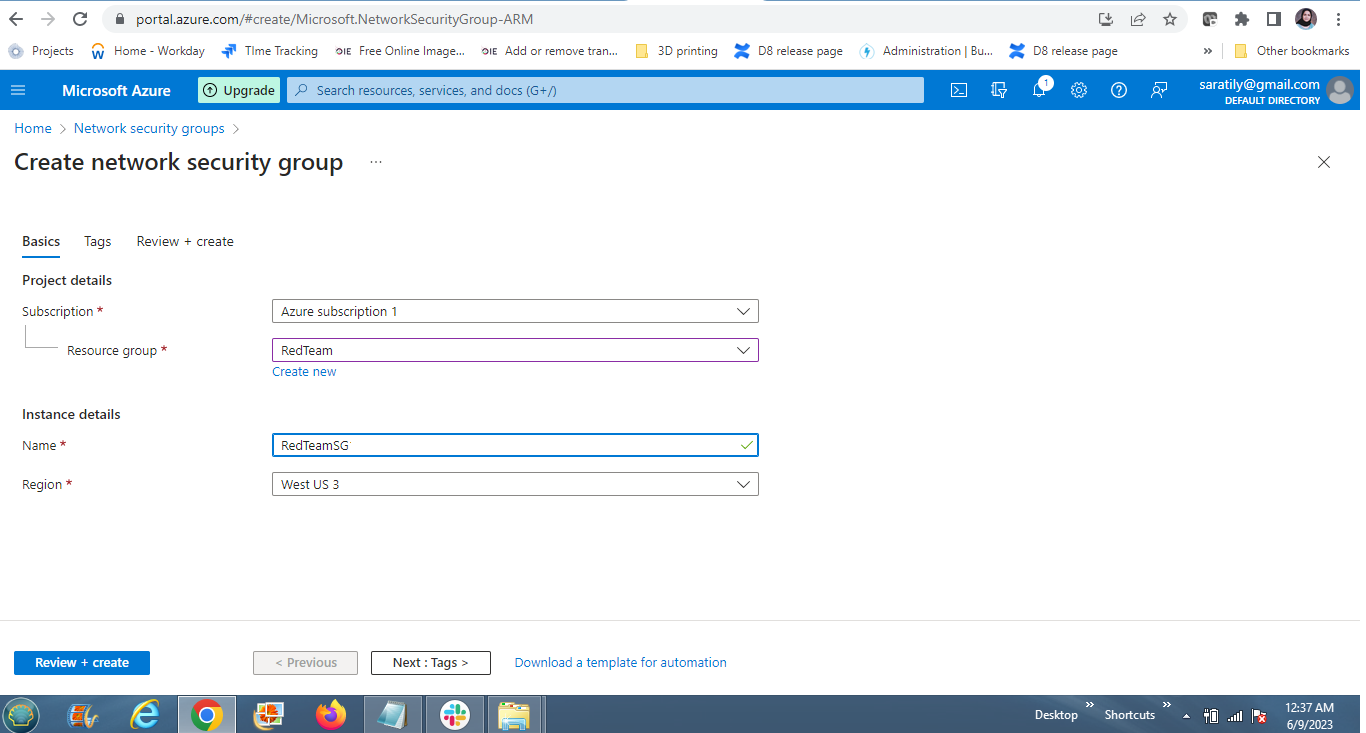 portal.azure.com/#create/Microsoft.NetworkSecurityGroup-ARM
Projects Home - Workday TIme Tracking OIE Free Online Image... OIE Add or remove tran... 3D printing D8 release page Administration | Bu... D8 release page » Other bookmarks
Microsoft Azure Upgrade Search resources, services, and docs (G+/) 1 saratily@gmail.com
DEFAULT DIRECTORY
Home > Network security groups >
Create network security group ...
Basics Tags Review + create
Project details
Subscription * Azure subscription 1
Resource group * RedTeam
Create new
Instance details
Name * RedTeamSG
Region * West US 3
Review + create < Previous Next : Tags > Download a template for automation
Desktop » Shortcuts » 12:37 AM
6/9/2023